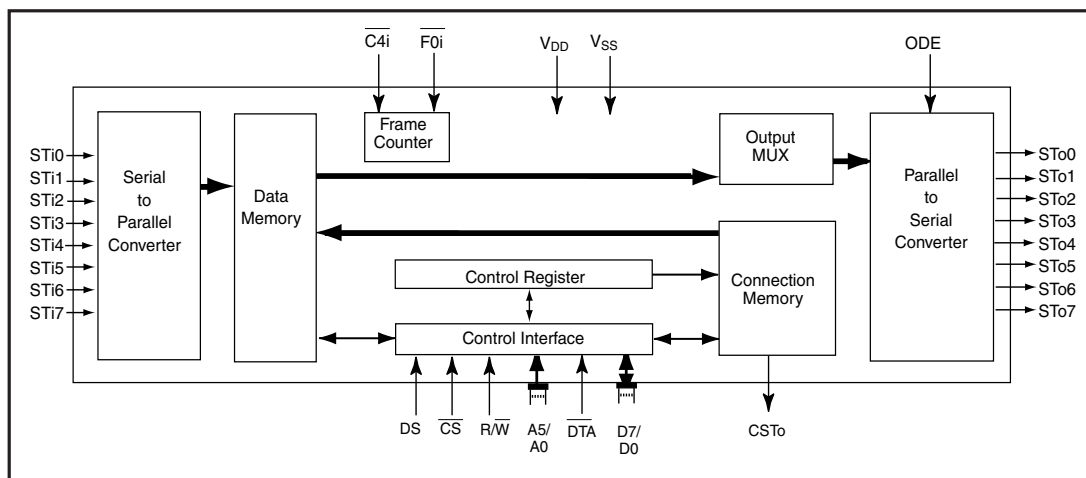 C4i
F0i
VDD
VSS
ODE
Frame
Counter
Output
MUX
STi0
STi1
STi2
STi3
STi4
STi5
STi6
STi7
Serial
to
Parallel
Converter
Data
Memory
Parallel
to
Serial
Converter
STo0
STo1
STo2
STo3
STo4
STo5
STo6
STo7
Control Register
Connection
Memory
Control Interface
DS
CS
R/W
A5/
A0
DTA
D7/
D0
CSTo